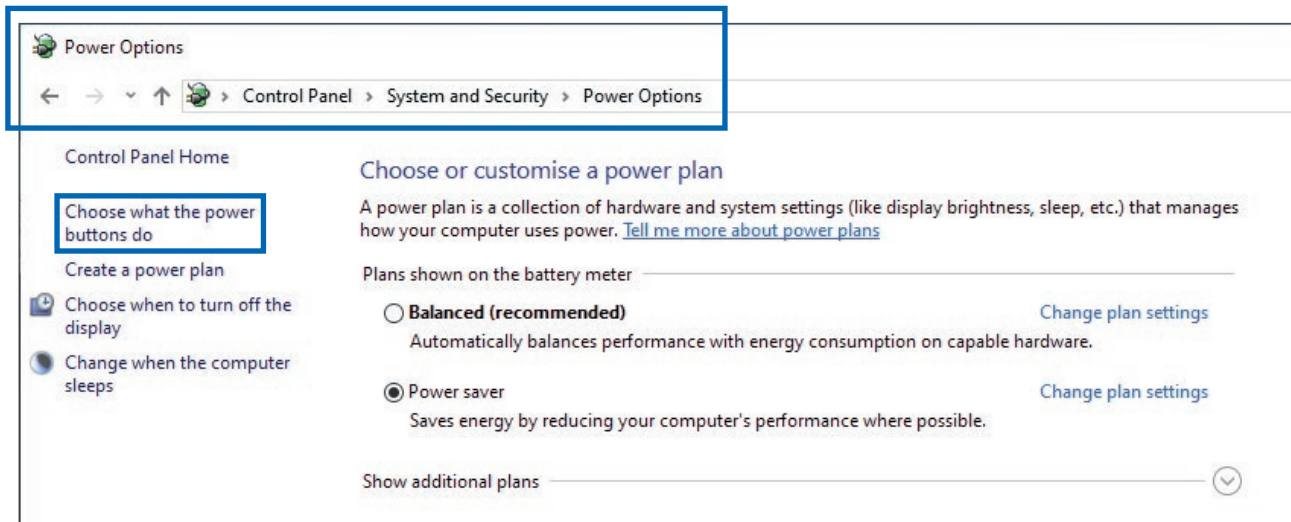 Power Options
Control Panel > System and Security > Power Options
Control Panel Home
Choose what the power
buttons do
Create a power plan
Choose when to turn off the
display
Change when the computer
sleeps
Choose or customise a power plan
A power plan is a collection of hardware and system settings (like display brightness, sleep, etc.) that manages
how your computer uses power. Tell me more about power plans
Plans shown on the battery meter
Balanced (recommended) Change plan settings
Automatically balances performance with energy consumption on capable hardware.
Power saver Change plan settings
Saves energy by reducing your computer's performance where possible.
Show additional plans